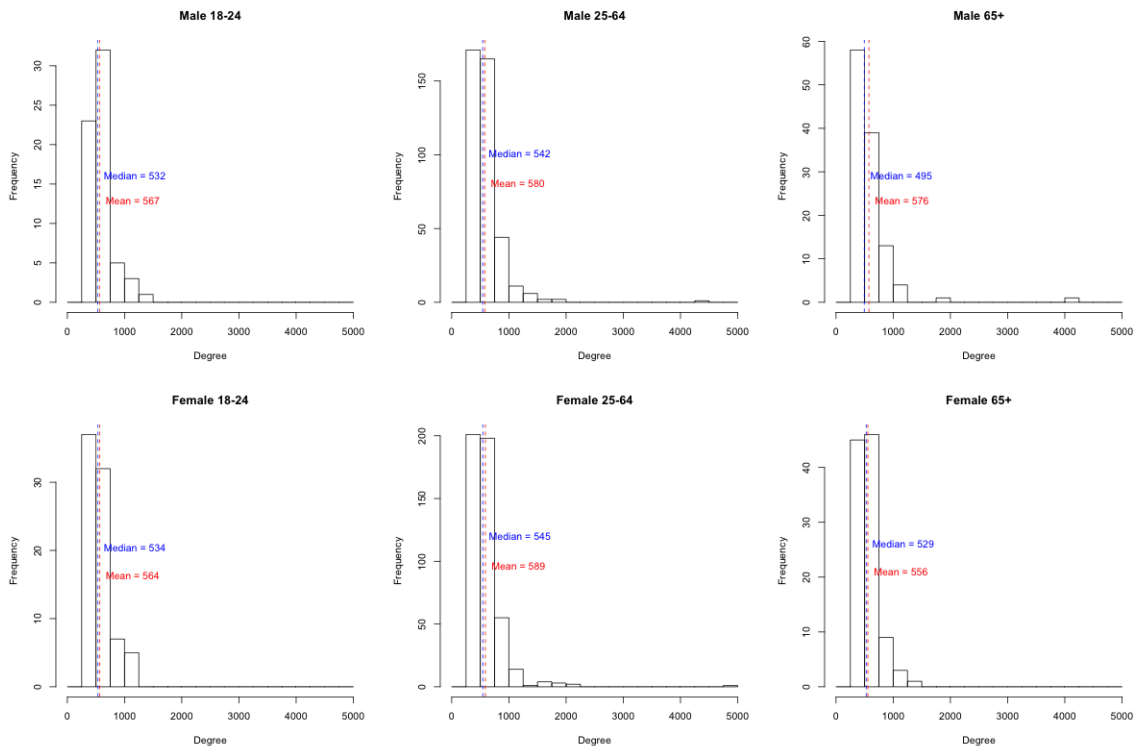 Male 18-24
Frequency
0
5
10
15
20
25
30
Median = 532
Mean = 567
0 1000 2000 3000 4000 5000
Degree
Male 25-64
Frequency
0
50
100
150
Median = 542
Mean = 580
0 1000 2000 3000 4000 5000
Degree
Male 65+
Frequency
0
10
20
30
40
50
60
Median = 495
Mean = 576
0 1000 2000 3000 4000 5000
Degree
Female 18-24
Frequency
0
10
20
30
Median = 534
Mean = 564
0 1000 2000 3000 4000 5000
Degree
Female 25-64
Frequency
0
50
100
150
200
Median = 545
Mean = 589
0 1000 2000 3000 4000 5000
Degree
Female 65+
Frequency
0
10
20
30
40
Median = 529
Mean = 556
0 1000 2000 3000 4000 5000
Degree